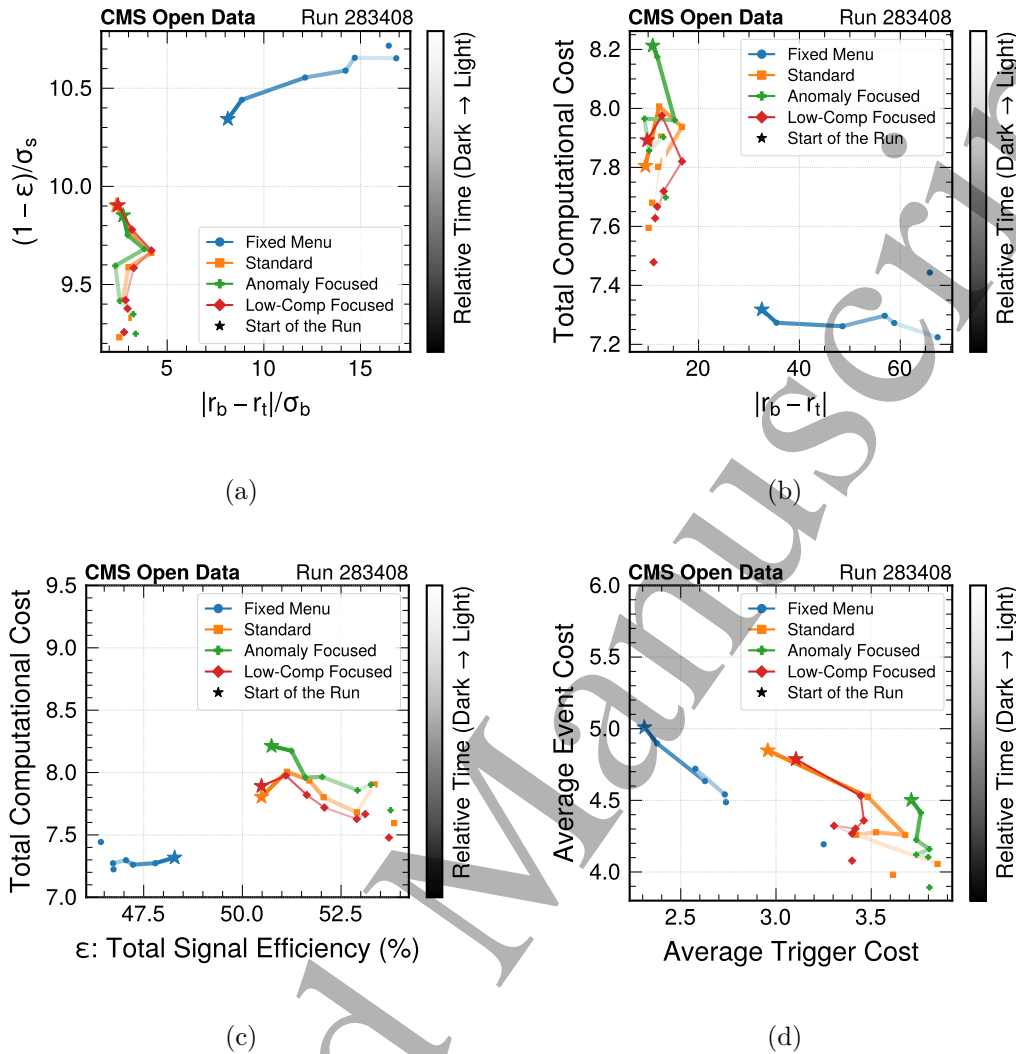 CMS Open Data Run 283408
10.5
10.0
9.5
5 10 15
(1 − ε)/σs
|rb − rt|/σb
Fixed Menu
Standard
Anomaly Focused
Low-Comp Focused
Start of the Run
Relative Time (Dark → Light)
(a)
CMS Open Data Run 283408
8.2
8.0
7.8
7.6
7.4
7.2
20 40 60
Total Computational Cost
|rb − rt|
Fixed Menu
Standard
Anomaly Focused
Low-Comp Focused
Start of the Run
Relative Time (Dark → Light)
(b)
CMS Open Data Run 283408
9.5
9.0
8.5
8.0
7.5
7.0
47.5 50.0 52.5
Total Computational Cost
ε: Total Signal Efficiency (%)
Fixed Menu
Standard
Anomaly Focused
Low-Comp Focused
Start of the Run
Relative Time (Dark → Light)
(c)
CMS Open Data Run 283408
6.0
5.5
5.0
4.5
4.0
2.5 3.0 3.5
Average Event Cost
Average Trigger Cost
Fixed Menu
Standard
Anomaly Focused
Low-Comp Focused
Start of the Run
Relative Time (Dark → Light)
(d)
d Manuscrip